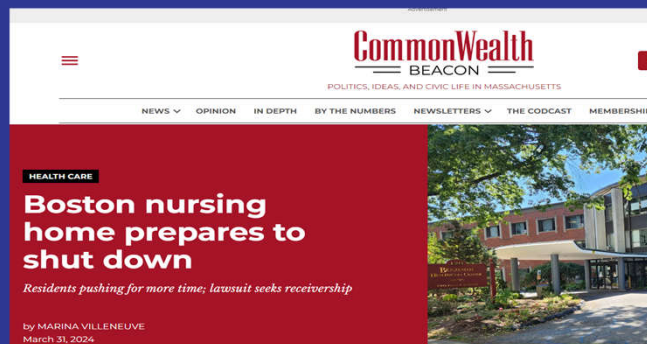 Advertisement
CommonWealth
BEACON
POLITICS, IDEAS, AND CIVIC LIFE IN MASSACHUSETTS
NEWS OPINION IN DEPTH BY THE NUMBERS NEWSLETTERS THE CODCAST MEMBERSHI
HEALTH CARE
Boston nursing
home prepares to
shut down
Residents pushing for more time; lawsuit seeks receivership
by MARINA VILLENEUVE
March 31, 2024